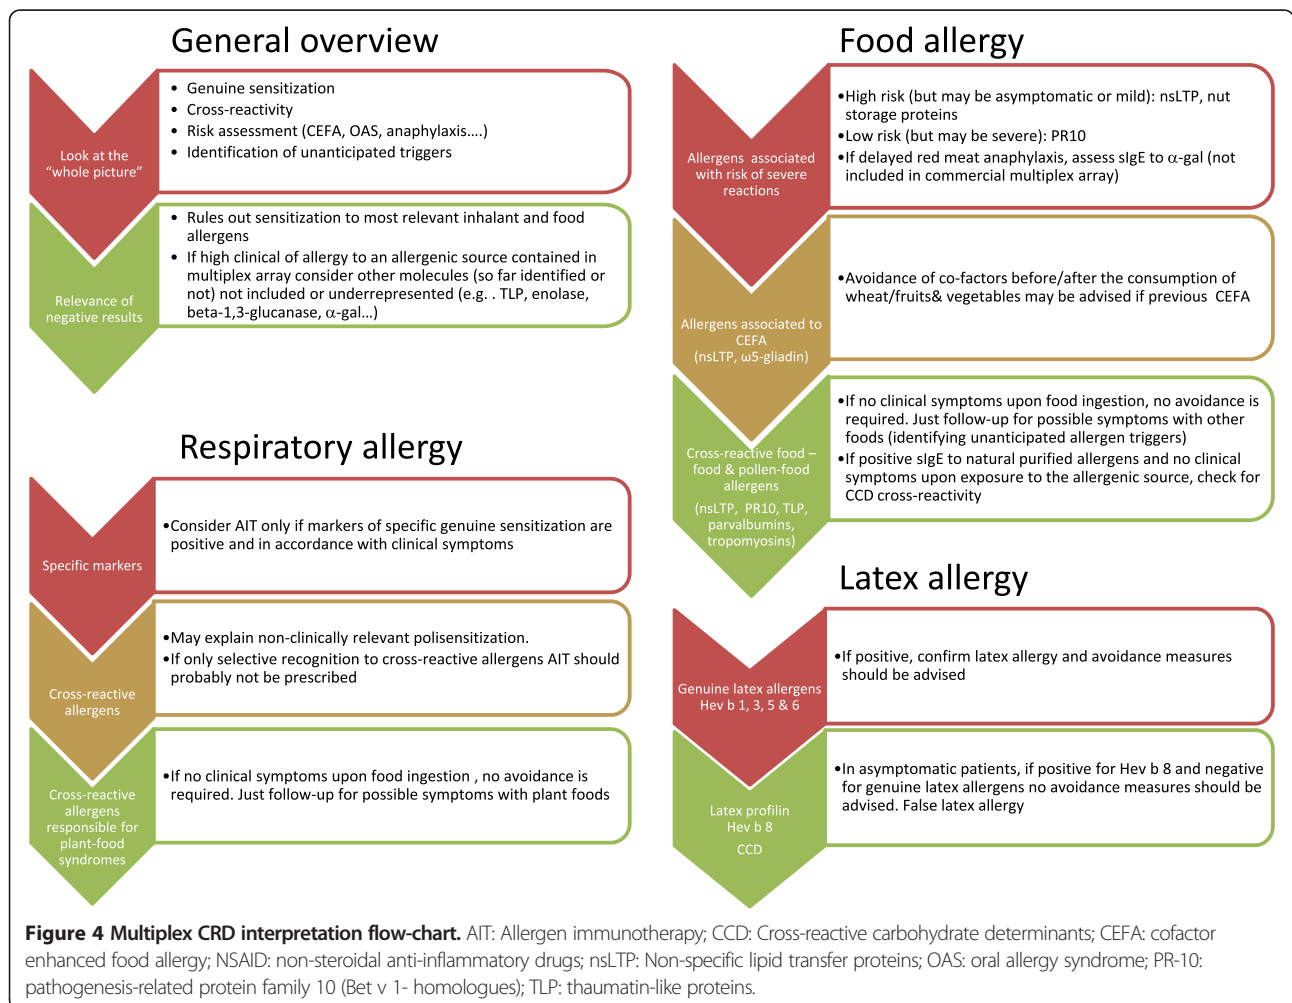 General overview
Look at the
“whole picture”
• Genuine sensitization
• Cross-reactivity
• Risk assessment (CEFA, OAS, anaphylaxis….)
• Identification of unanticipated triggers
Relevance of
negative results
• Rules out sensitization to most relevant inhalant and food
allergens
• If high clinical of allergy to an allergenic source contained in
multiplex array consider other molecules (so far identified or
not) not included or underrepresented (e.g. . TLP, enolase,
beta-1,3-glucanase, α-gal…)
Respiratory allergy
Specific markers
•Consider AIT only if markers of specific genuine sensitization are
positive and in accordance with clinical symptoms
Cross-reactive
allergens
•May explain non-clinically relevant polisensitization.
•If only selective recognition to cross-reactive allergens AIT should
probably not be prescribed
Cross-reactive
allergens
responsible for
plant-food
syndromes
•If no clinical symptoms upon food ingestion , no avoidance is
required. Just follow-up for possible symptoms with plant foods
Food allergy
Allergens associated
with risk of severe
reactions
•High risk (but may be asymptomatic or mild): nsLTP, nut
storage proteins
•Low risk (but may be severe): PR10
•If delayed red meat anaphylaxis, assess sIgE to α-gal (not
included in commercial multiplex array)
Allergens associated to
CEFA
(nsLTP, ω5-gliadin)
•Avoidance of co-factors before/after the consumption of
wheat/fruits& vegetables may be advised if previous CEFA
Cross-reactive food –
food & pollen-food
allergens
(nsLTP, PR10, TLP,
parvalbumins,
tropomyosins)
•If no clinical symptoms upon food ingestion, no avoidance is
required. Just follow-up for possible symptoms with other
foods (identifying unanticipated allergen triggers)
•If positive sIgE to natural purified allergens and no clinical
symptoms upon exposure to the allergenic source, check for
CCD cross-reactivity
Latex allergy
Genuine latex allergens
Hev b 1, 3, 5 & 6
•If positive, confirm latex allergy and avoidance measures
should be advised
Latex profilin
Hev b 8
CCD
•In asymptomatic patients, if positive for Hev b 8 and negative
for genuine latex allergens no avoidance measures should be
advised. False latex allergy
Figure 4 Multiplex CRD interpretation flow-chart. AIT: Allergen immunotherapy; CCD: Cross-reactive carbohydrate determinants; CEFA: cofactor
enhanced food allergy; NSAID: non-steroidal anti-inflammatory drugs; nsLTP: Non-specific lipid transfer proteins; OAS: oral allergy syndrome; PR-10:
pathogenesis-related protein family 10 (Bet v 1- homologues); TLP: thaumatin-like proteins.